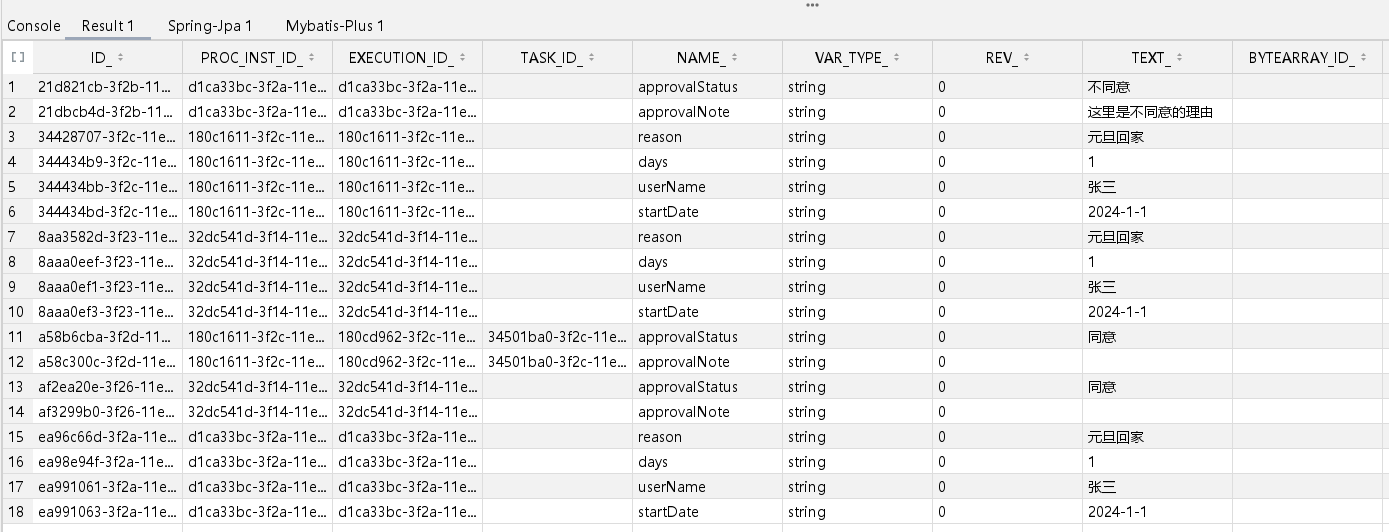 Console Result 1 Spring-Jpa 1 Mybatis-Plus 1
ID_ PROC_INST_ID_ EXECUTION_ID_ TASK_ID_ NAME_ VAR_TYPE_ REV_ TEXT_ BYTEARRAY_ID_
1 21d821cb-3f2b-11... d1ca33bc-3f2a-11e... d1ca33bc-3f2a-11e... approvalStatus string 0 不同意
2 21dbcb4d-3f2b-11... d1ca33bc-3f2a-11e... d1ca33bc-3f2a-11e... approvalNote string 0 这里是不同意的理由
3 34428707-3f2c-11... 180c1611-3f2c-11e... 180c1611-3f2c-11e... reason string 0 元旦回家
4 344434b9-3f2c-11e... 180c1611-3f2c-11e... 180c1611-3f2c-11e... days string 0 1
5 344434bb-3f2c-11e... 180c1611-3f2c-11e... 180c1611-3f2c-11e... userName string 0 张三
6 344434bd-3f2c-11e... 180c1611-3f2c-11e... 180c1611-3f2c-11e... startDate string 0 2024-1-1
7 8aa3582d-3f23-11e... 32dc541d-3f14-11e... 32dc541d-3f14-11e... reason string 0 元旦回家
8 8aaa0eef-3f23-11e... 32dc541d-3f14-11e... 32dc541d-3f14-11e... days string 0 1
9 8aaa0ef1-3f23-11e... 32dc541d-3f14-11e... 32dc541d-3f14-11e... userName string 0 张三
10 8aaa0ef3-3f23-11e... 32dc541d-3f14-11e... 32dc541d-3f14-11e... startDate string 0 2024-1-1
11 a58b6cba-3f2d-11... 180c1611-3f2c-11e... 180cd962-3f2c-11e... 34501ba0-3f2c-11e... approvalStatus string 0 同意
12 a58c300c-3f2d-11... 180c1611-3f2c-11e... 180cd962-3f2c-11e... 34501ba0-3f2c-11e... approvalNote string 0
13 af2ea20e-3f26-11e... 32dc541d-3f14-11e... 32dc541d-3f14-11e... approvalStatus string 0 同意
14 af3299b0-3f26-11e... 32dc541d-3f14-11e... 32dc541d-3f14-11e... approvalNote string 0
15 ea96c66d-3f2a-11e... d1ca33bc-3f2a-11e... d1ca33bc-3f2a-11e... reason string 0 元旦回家
16 ea98e94f-3f2a-11e... d1ca33bc-3f2a-11e... d1ca33bc-3f2a-11e... days string 0 1
17 ea991061-3f2a-11e... d1ca33bc-3f2a-11e... d1ca33bc-3f2a-11e... userName string 0 张三
18 ea991063-3f2a-11e... d1ca33bc-3f2a-11e... d1ca33bc-3f2a-11e... startDate string 0 2024-1-1